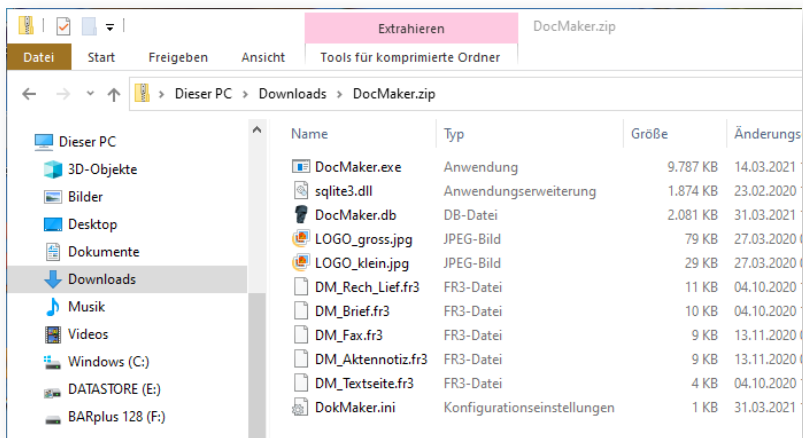 Extrahieren DocMaker.zip
Datei Start Freigeben Ansicht Tools für komprimierte Ordner
Dieser PC > Downloads > DocMaker.zip
Dieser PC
3D-Objekte
Bilder
Desktop
Dokumente
Downloads
Musik
Videos
Windows (C:)
DATASTORE (E:)
BARplus 128 (F:)
Name Typ Größe Änderungs
DocMaker.exe Anwendung 9.787 KB 14.03.2021
sqlite3.dll Anwendungserweiterung 1.874 KB 23.02.2020
DocMaker.db DB-Datei 2.081 KB 31.03.2021
LOGO_gross.jpg JPEG-Bild 79 KB 27.03.2020
LOGO_klein.jpg JPEG-Bild 29 KB 27.03.2020
DM_Rech_Lief.fr3 FR3-Datei 11 KB 04.10.2020
DM_Brief.fr3 FR3-Datei 10 KB 04.10.2020
DM_Fax.fr3 FR3-Datei 9 KB 13.11.2020
DM_Aktennotiz.fr3 FR3-Datei 9 KB 13.11.2020
DM_Textseite.fr3 FR3-Datei 4 KB 04.10.2020
DokMaker.ini Konfigurationseinstellungen 1 KB 31.03.2021